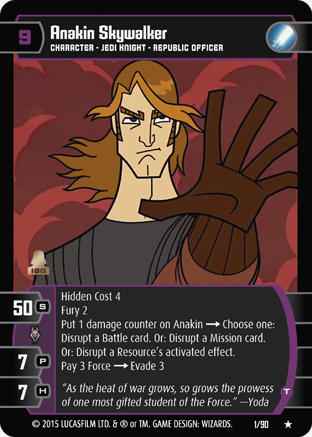 9 Anakin Skywalker
CHARACTER - JEDI KNIGHT - REPUBLIC OFFICER
50 S
Hidden Cost 4
Fury 2
Put 1 damage counter on Anakin → Choose one:
Disrupt a Battle card. Or: Disrupt a Mission card.
Or: Disrupt a Resource's activated effect.
7 P
Pay 3 Force → Evade 3
7 H
"As the heat of war grows, so grows the prowess
of one most gifted student of the Force." —Yoda
T
© 2015 LUCASFILM LTD. & ® or TM. GAME DESIGN: WIZARDS. 1/90 ★